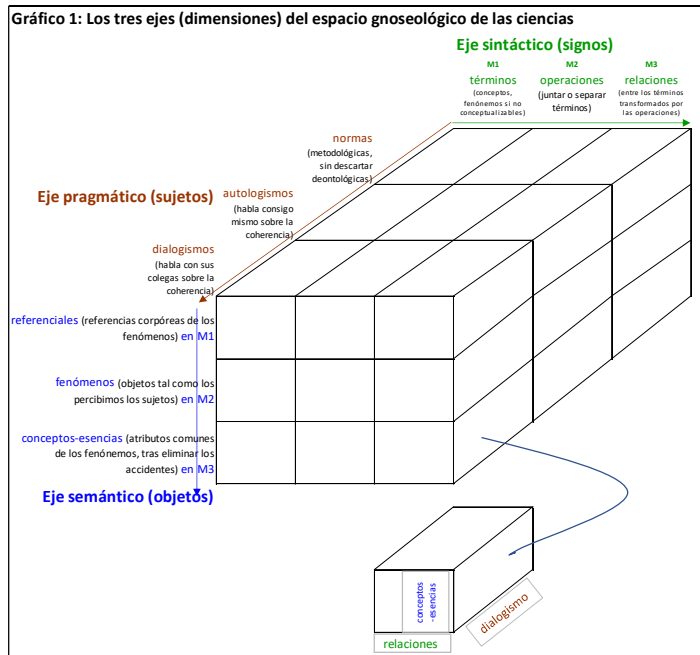 Gráfico 1: Los tres ejes (dimensiones) del espacio gnoseológico de las ciencias
Eje sintáctico (signos)
M1
M2
M3
términos
operaciones
relaciones
(conceptos,
fenómenos si no
conceptualizables)
(juntar o separar
términos)
(entre los términos
transformados por
las operaciones)
normas
(metodológicas,
sin descartar
deontológicas)
Eje pragmático (sujetos)
autologismos
(habla consigo
mismo sobre la
coherencia)
dialogismos
(habla con sus
colegas sobre la
coherencia)
referenciales (referencias corpóreas de los
fenómenos) en M1
fenómenos (objetos tal como los
percibimos los sujetos) en M2
conceptos-esencias (atributos comunes
de los fenónemos, tras eliminar los
accidentes) en M3
Eje semántico (objetos)
conceptos
-esencias
dialogismo
relaciones